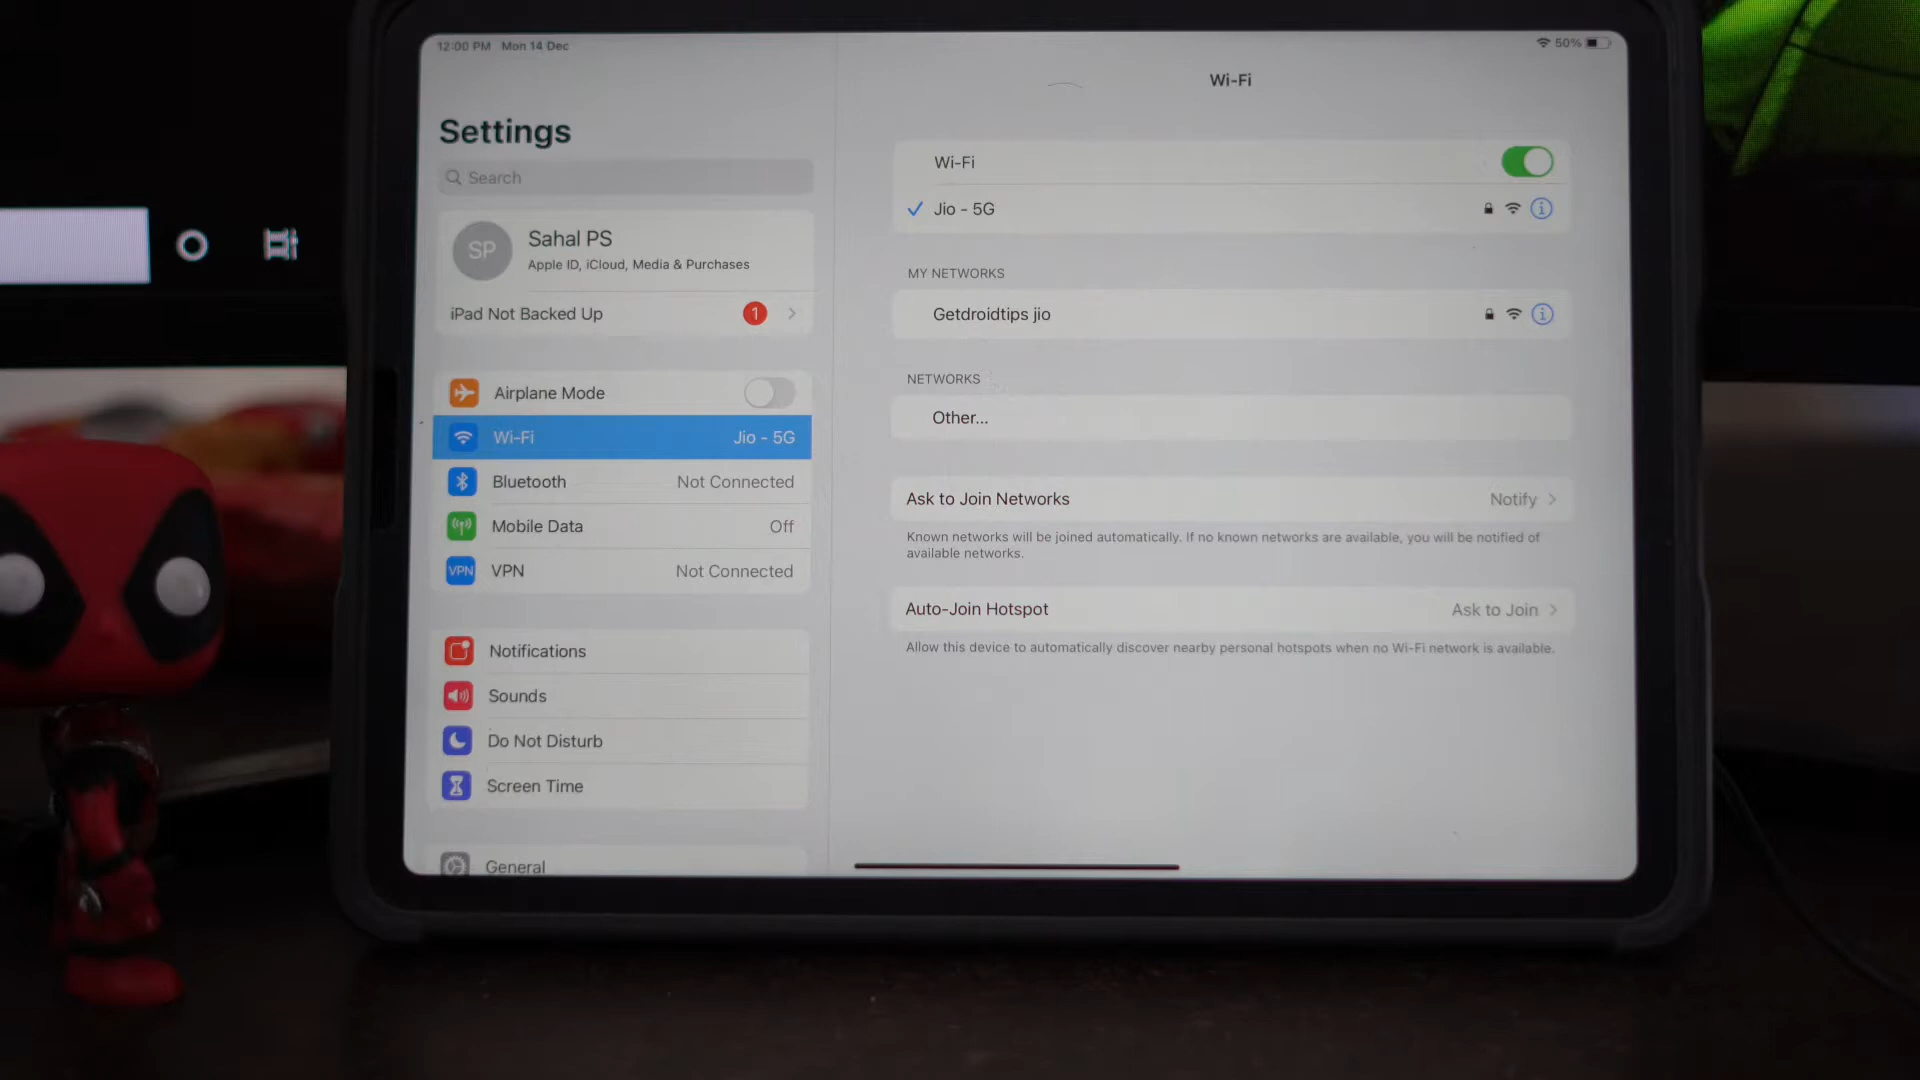 12:00 PM Mon 14 Dec
50%
Settings
Search
SP
Sahal PS
Apple ID, iCloud, Media & Purchases
iPad Not Backed Up 1
Airplane Mode
Wi-Fi Jio - 5G
Bluetooth Not Connected
Mobile Data Off
VPN VPN Not Connected
Notifications
Sounds
Do Not Disturb
Screen Time
General
Wi-Fi
Wi-Fi
Jio - 5G
MY NETWORKS
Getdroidtips jio
NETWORKS
Other...
Ask to Join Networks Notify
Known networks will be joined automatically. If no known networks are available, you will be notified of
available networks.
Auto-Join Hotspot Ask to Join
Allow this device to automatically discover nearby personal hotspots when no Wi-Fi network is available.